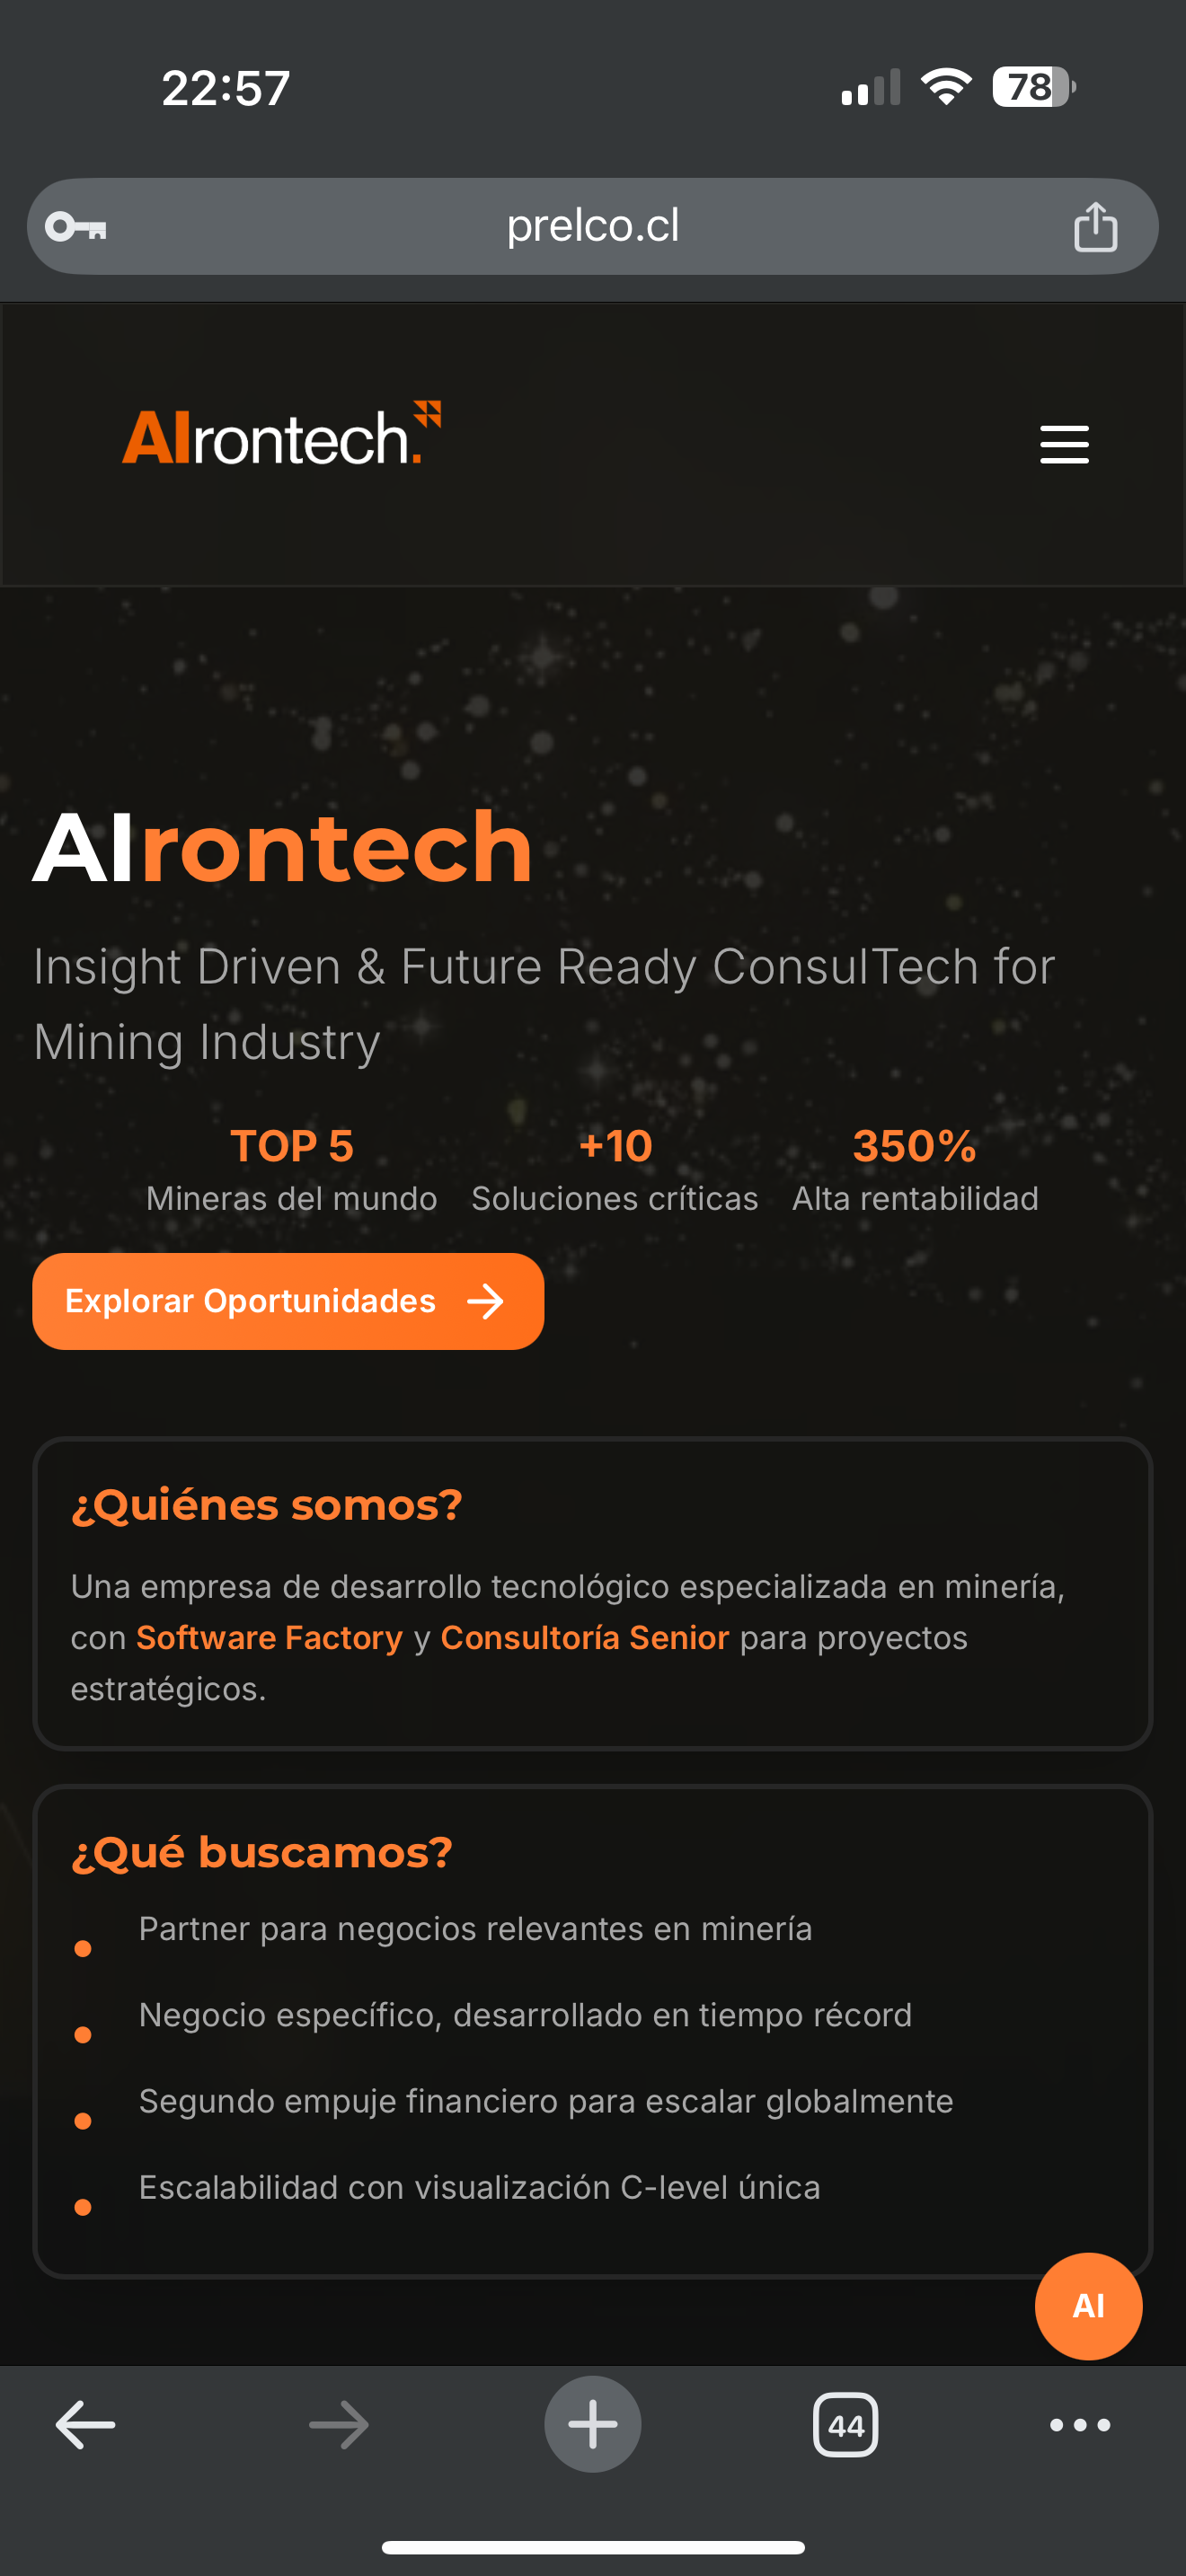 22:57
78
prelco.cl
AIrontech.
AIrontech
Insight Driven & Future Ready ConsulTech for
Mining Industry
TOP 5 +10 350%
Mineras del mundo Soluciones críticas Alta rentabilidad
Explorar Oportunidades
¿Quiénes somos?
Una empresa de desarrollo tecnológico especializada en minería,
con Software Factory y Consultoría Senior para proyectos
estratégicos.
¿Qué buscamos?
Partner para negocios relevantes en minería
Negocio específico, desarrollado en tiempo récord
Segundo empuje financiero para escalar globalmente
Escalabilidad con visualización C-level única
AI
44